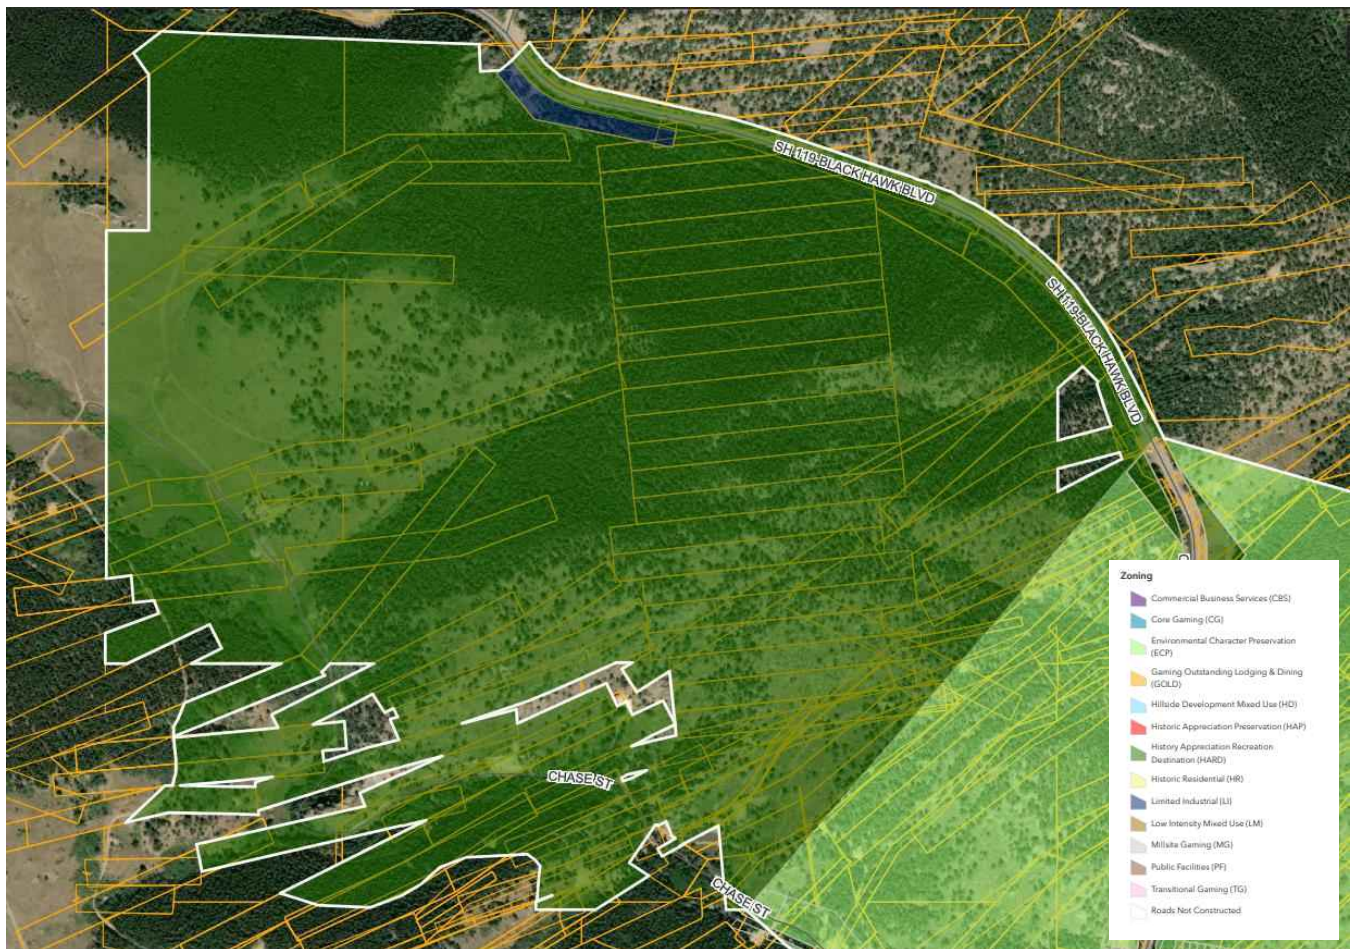 SH 119-BLACK HAWK BLVD
SH 119-BLACK HAWK BLVD
CHASE ST
CHASE ST
Zoning
Commercial Business Services (CBS)
Core Gaming (CG)
Environmental Character Preservation
(ECP)
Gaming Outstanding Lodging & Dining
(GOLD)
Hillside Development Mixed Use (HD)
Historic Appreciation Preservation (HAP)
History Appreciation Recreation
Destination (HARD)
Historic Residential (HR)
Limited Industrial (LI)
Low Intensity Mixed Use (LM)
Millsite Gaming (MG)
Public Facilities (PF)
Transitional Gaming (TG)
Roads Not Constructed